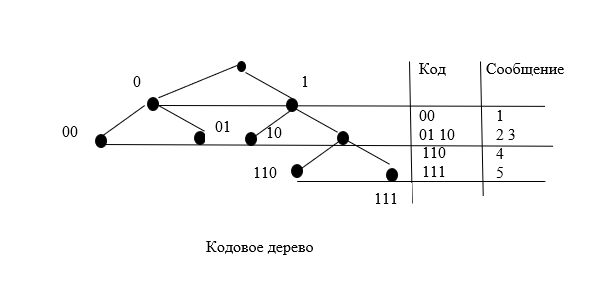 Код Сообщение
0 1
00 1
00 01 10 01 10 2 3
110 4
110 111 5
111
Кодовое дерево